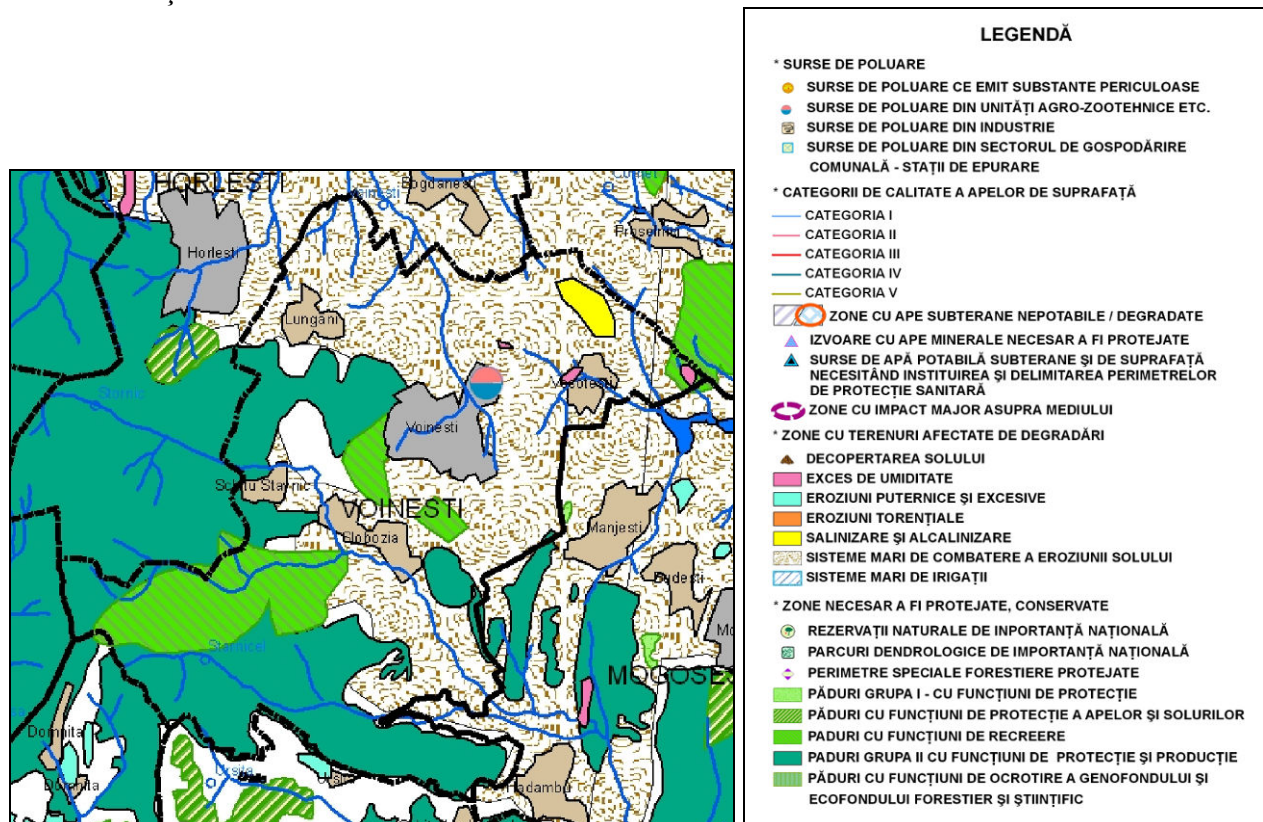 HORLESTI
Bogdanesti
Horlesti
Lungani
Stavnic
Voinesti
Schitu Stavnic
VOINESTI
Slobozia
Manjesti
Budesti
Stavnicel
MOGOSES
Domnita
Domnita
Ursita
Hadambu
LEGENDĂ
* SURSE DE POLUARE
SURSE DE POLUARE CE EMIT SUBSTANTE PERICULOASE
SURSE DE POLUARE DIN UNITĂȚI AGRO-ZOOTEHNICE ETC.
SURSE DE POLUARE DIN INDUSTRIE
SURSE DE POLUARE DIN SECTORUL DE GOSPODĂRIRE
COMUNALĂ - STAȚII DE EPURARE
* CATEGORII DE CALITATE A APELOR DE SUPRAFAȚĂ
CATEGORIA I
CATEGORIA II
CATEGORIA III
CATEGORIA IV
CATEGORIA V
ZONE CU APE SUBTERANE NEPOTABILE / DEGRADATE
IZVOARE CU APE MINERALE NECESAR A FI PROTEJATE
SURSE DE APĂ POTABILĂ SUBTERANE ȘI DE SUPRAFAȚĂ
NECESITÂND INSTITUIREA ȘI DELIMITAREA PERIMETRELOR
DE PROTECȚIE SANITARĂ
ZONE CU IMPACT MAJOR ASUPRA MEDIULUI
* ZONE CU TERENURI AFECTATE DE DEGRADĂRI
DECOPERTAREA SOLULUI
EXCES DE UMIDITATE
EROZIUNI PUTERNICE ȘI EXCESIVE
EROZIUNI TORENȚIALE
SALINIZARE ȘI ALCALINIZARE
SISTEME MARI DE COMBATERE A EROZIUNII SOLULUI
SISTEME MARI DE IRIGAȚII
* ZONE NECESAR A FI PROTEJATE, CONSERVATE
REZERVAȚII NATURALE DE INPORTANȚĂ NAȚIONALĂ
PARCURI DENDROLOGICE DE IMPORTANȚĂ NAȚIONALĂ
PERIMETRE SPECIALE FORESTIERE PROTEJATE
PĂDURI GRUPA I - CU FUNCȚIUNI DE PROTECȚIE
PĂDURI CU FUNCȚIUNI DE PROTECȚIE A APELOR ȘI SOLURILOR
PADURI CU FUNCȚIUNI DE RECREERE
PADURI GRUPA II CU FUNCȚIUNI DE PROTECȚIE ȘI PRODUCȚIE
PĂDURI CU FUNCȚIUNI DE OCROTIRE A GENOFONDULUI ȘI
ECOFONDULUI FORESTIER ȘI ȘTIINȚIFIC